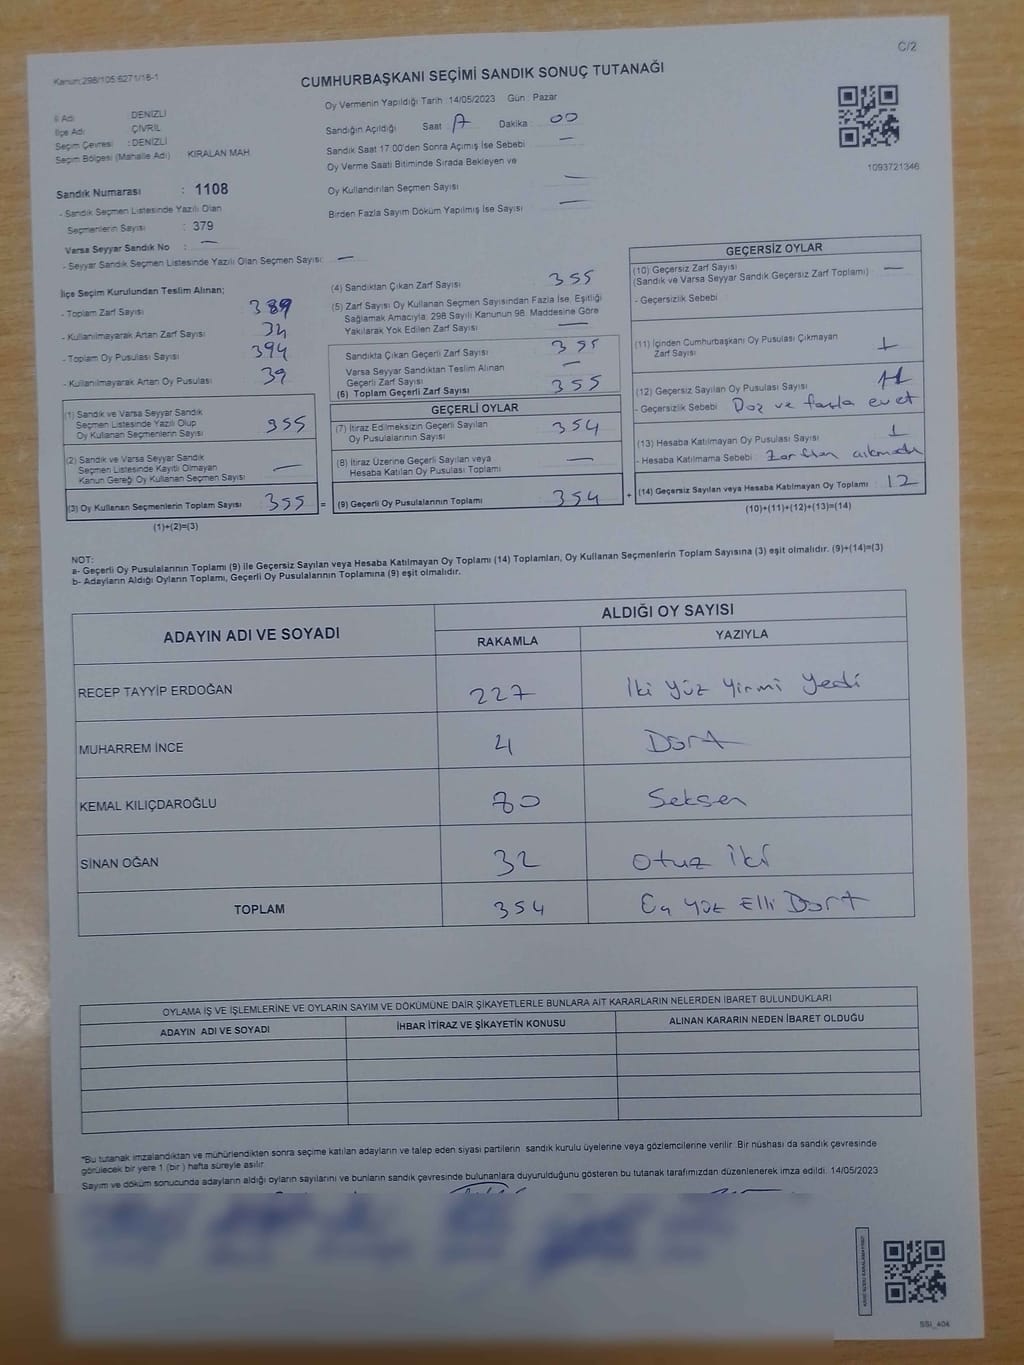 C/2
Kanun:298/105:6271/16-1
CUMHURBAŞKANI SEÇİMİ SANDIK SONUÇ TUTANAĞI
İl Adı DENİZLİ
İlçe Adı ÇİVRİL
Seçim Çevresi : DENİZLİ
Seçim Bölgesi (Mahalle Adı) KIRALAN MAH
Sandık Numarası : 1108
- Sandık Seçmen Listesinde Yazılı Olan
Seçmenlerin Sayısı : 379
Varsa Seyyar Sandık No : —
- Seyyar Sandık Seçmen Listesinde Yazılı Olan Seçmen Sayısı: —
Oy Vermenin Yapıldığı Tarih : 14/05/2023 Gün : Pazar
Sandığın Açıldığı Saat Dakika 00
Sandık Saat 17:00'den Sonra Açımış İse Sebebi —
Oy Verme Saati Bitiminde Sırada Bekleyen ve
Oy Kullandırılan Seçmen Sayısı —
Birden Fazla Sayım Döküm Yapılmış İse Sayısı —
1093721346
İlçe Seçim Kurulundan Teslim Alınan;
- Toplam Zarf Sayısı 389
- Kullanılmayarak Artan Zarf Sayısı 34
- Toplam Oy Pusulası Sayısı 394
- Kullanılmayarak Artan Oy Pusulası 39
(1) Sandık ve Varsa Seyyar Sandık
Seçmen Listesinde Yazılı Olup
Oy Kullanan Seçmenlerin Sayısı 355
(2) Sandık ve Varsa Seyyar Sandık
Seçmen Listesinde Kayıtlı Olmayan
Kanun Gereği Oy Kullanan Seçmen Sayısı —
(3) Oy Kullanan Seçmenlerin Toplam Sayısı 355 =
(1)+(2)=(3)
(4) Sandıktan Çıkan Zarf Sayısı 355
(5) Zarf Sayısı Oy Kullanan Seçmen Sayısından Fazla İse, Eşitliği
Sağlamak Amacıyla; 298 Sayılı Kanunun 98. Maddesine Göre
Yakılarak Yok Edilen Zarf Sayısı —
Sandıkta Çıkan Geçerli Zarf Sayısı 355
Varsa Seyyar Sandıktan Teslim Alınan
Geçerli Zarf Sayısı —
(6) Toplam Geçerli Zarf Sayısı 355
GEÇERLİ OYLAR
(7) İtiraz Edilmeksizin Geçerli Sayılan
Oy Pusulalarının Sayısı 354
(8) İtiraz Üzerine Geçerli Sayılan veya
Hesaba Katılan Oy Pusulası Toplamı —
(9) Geçerli Oy Pusulalarının Toplamı 354 +
GEÇERSİZ OYLAR
(10) Geçersiz Zarf Sayısı —
(Sandık ve Varsa Seyyar Sandık Geçersiz Zarf Toplamı)
- Geçersizlik Sebebi
(11) İçinden Cumhurbaşkanı Oy Pusulası Çıkmayan
Zarf Sayısı 1
(12) Geçersiz Sayılan Oy Pusulası Sayısı 11
- Geçersizlik Sebebi ve fazla evet
(13) Hesaba Katılmayan Oy Pusulası Sayısı 1
- Hesaba Katılmama Sebebi Zarftan
(14) Geçersiz Sayılan veya Hesaba Katılmayan Oy Toplamı 12
(10)+(11)+(12)+(13)=(14)
NOT:
a- Geçerli Oy Pusulalarının Toplamı (9) ile Geçersiz Sayılan veya Hesaba Katılmayan Oy Toplamı (14) Toplamları, Oy Kullanan Seçmenlerin Toplam Sayısına (3) eşit olmalıdır. (9)+(14)=(3)
b- Adayların Aldığı Oyların Toplamı, Geçerli Oy Pusulalarının Toplamına (9) eşit olmalıdır.
ADAYIN ADI VE SOYADI
ALDIĞI OY SAYISI
RAKAMLA YAZIYLA
RECEP TAYYİP ERDOĞAN 227 İki Yüz Yirmi Yedi
MUHARREM İNCE 4 Dört
KEMAL KILIÇDAROĞLU 80 Seksen
SİNAN OĞAN 32 Otuz İki
TOPLAM 354 Üç Yüz Elli Dört
OYLAMA İŞ VE İŞLEMLERİNE VE OYLARIN SAYIM VE DÖKÜMÜNE DAİR ŞİKAYETLERLE BUNLARA AİT KARARLARIN NELERDEN İBARET BULUNDUKLARI
ADAYIN ADI VE SOYADI İHBAR İTİRAZ VE ŞİKAYETİN KONUSU ALINAN KARARIN NEDEN İBARET OLDUĞU
*Bu tutanak imzalandıktan ve mühürlendikten sonra seçime katılan adayların ve talep eden siyasi partilerin sandık kurulu üyelerine veya gözlemcilerine verilir. Bir nüshası da sandık çevresinde
görülecek bir yere 1 (bir ) hafta süreyle asılır.
Sayım ve döküm sonucunda adayların aldığı oyların sayılarını ve bunların sandık çevresinde bulunanlara duyurulduğunu gösteren bu tutanak tarafımızdan düzenlenerek imza edildi. 14/05/2023
SSI_404